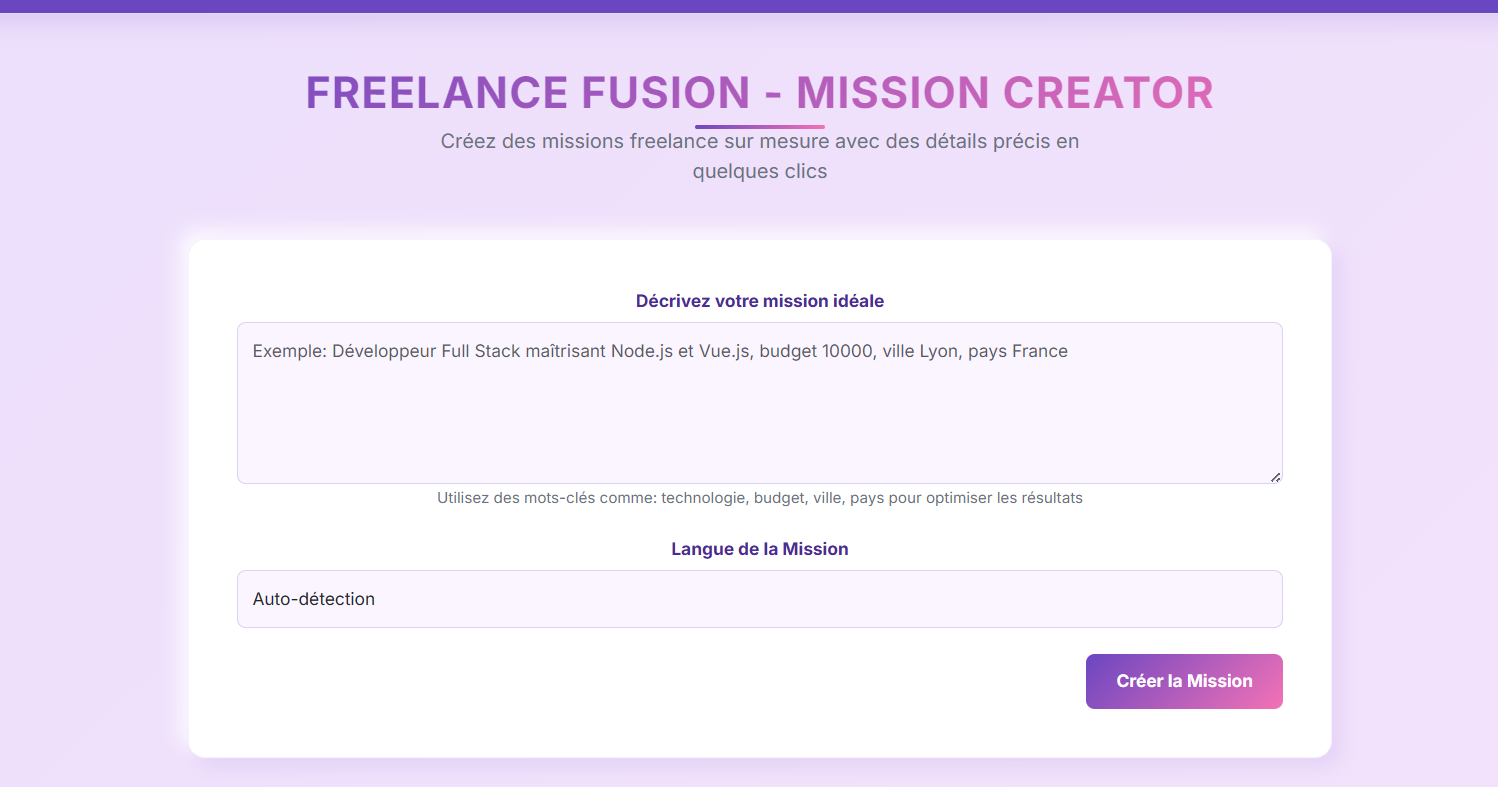 FREELANCE FUSION - MISSION CREATOR
Créez des missions freelance sur mesure avec des détails précis en
quelques clics
Décrivez votre mission idéale
Exemple: Développeur Full Stack maîtrisant Node.js et Vue.js, budget 10000, ville Lyon, pays France
Utilisez des mots-clés comme: technologie, budget, ville, pays pour optimiser les résultats
Langue de la Mission
Auto-détection
Créer la Mission